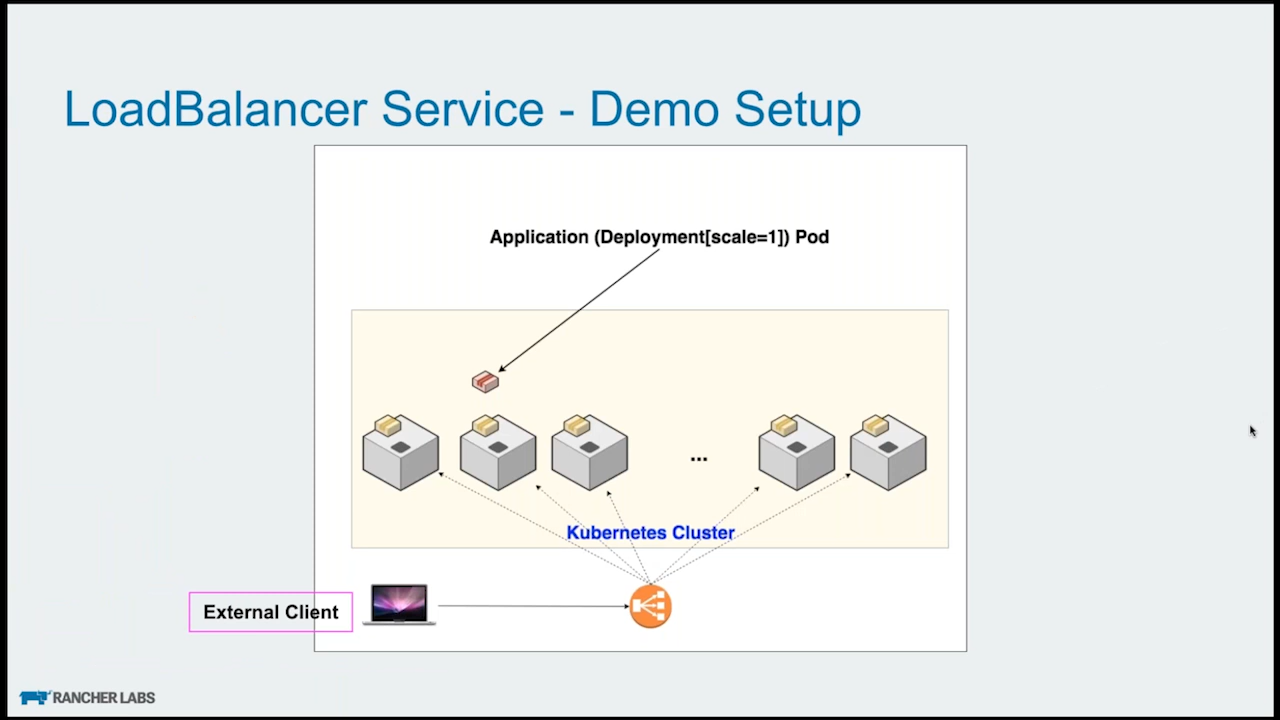 LoadBalancer Service - Demo Setup
Application (Deployment[scale=1]) Pod
...
Kubernetes Cluster
External Client
RANCHER LABS